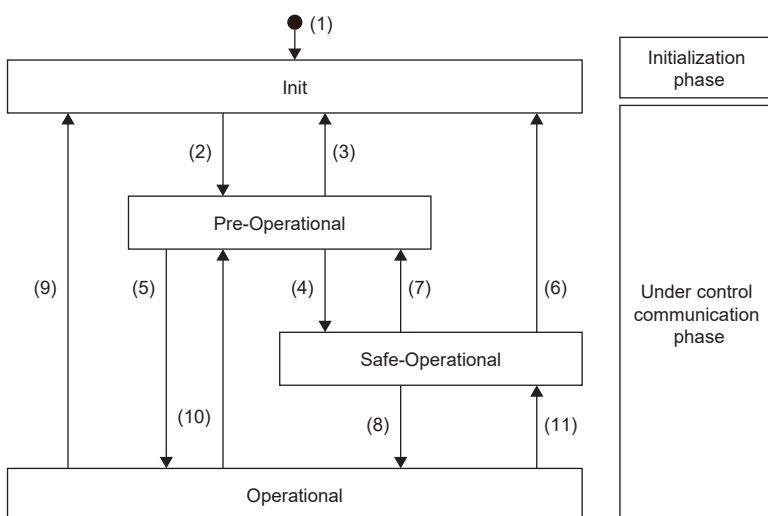 (1)
Init
Initialization
phase
(2)
(3)
Pre-Operational
(9)
(5)
(4)
(7)
(6)
Under control
communication
phase
Safe-Operational
(10)
(8)
(11)
Operational